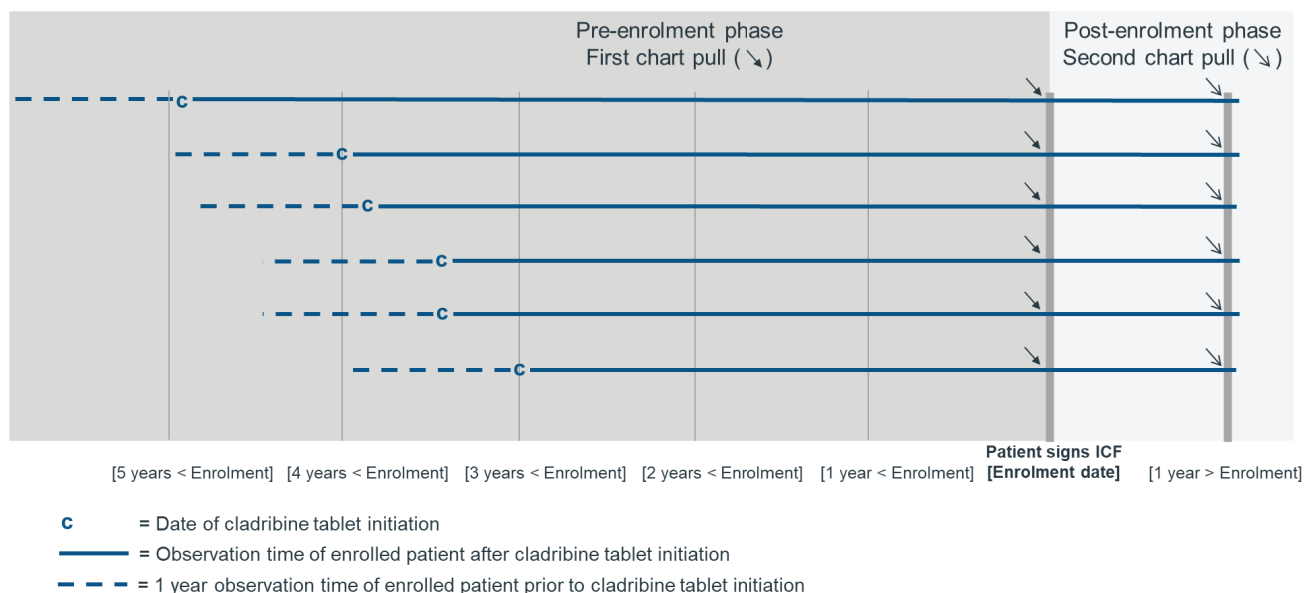 Pre-enrolment phase
First chart pull ( ↘ )
Post-enrolment phase
Second chart pull ( ↘ )
c
c
c
c
c
c
[5 years < Enrolment] [4 years < Enrolment] [3 years < Enrolment] [2 years < Enrolment] [1 year < Enrolment] Patient signs ICF
[Enrolment date] [1 year > Enrolment]
c = Date of cladribine tablet initiation
= Observation time of enrolled patient after cladribine tablet initiation
= 1 year observation time of enrolled patient prior to cladribine tablet initiation